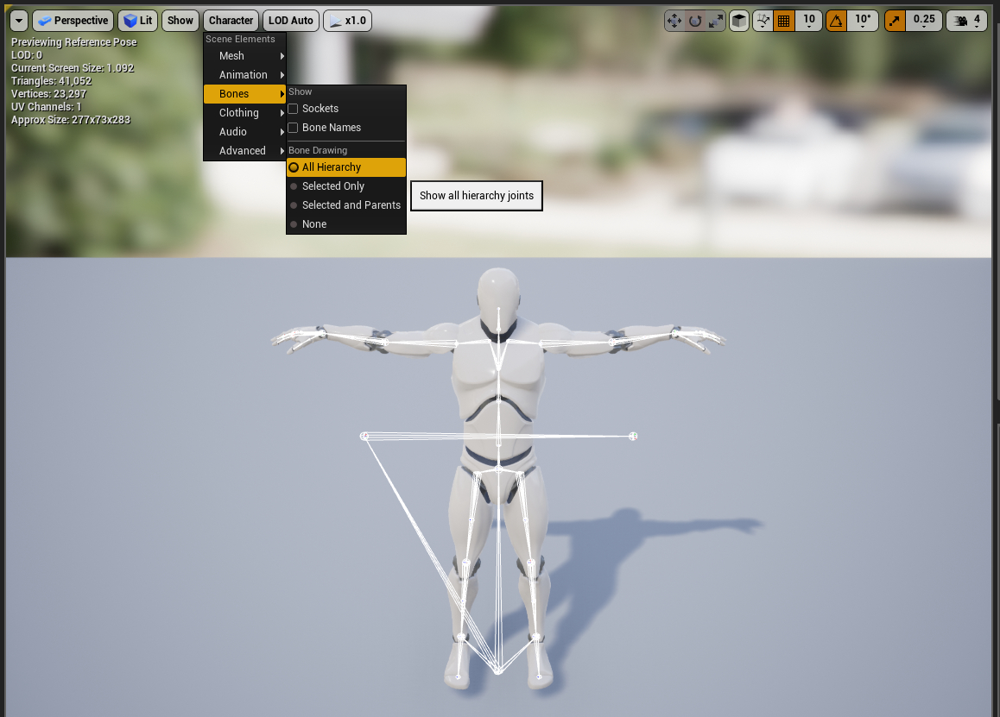 Perspective
Lit
Show
Character
LOD Auto
x1.0
10
10°
0.25
4
Previewing Reference Pose
LOD: 0
Current Screen Size: 1.092
Triangles: 41,052
Vertices: 23,297
UV Channels: 1
Approx Size: 277x73x283
Scene Elements
Mesh
Animation
Bones
Clothing
Audio
Advanced
Show
Sockets
Bone Names
Bone Drawing
All Hierarchy
Selected Only
Selected and Parents
None
Show all hierarchy joints